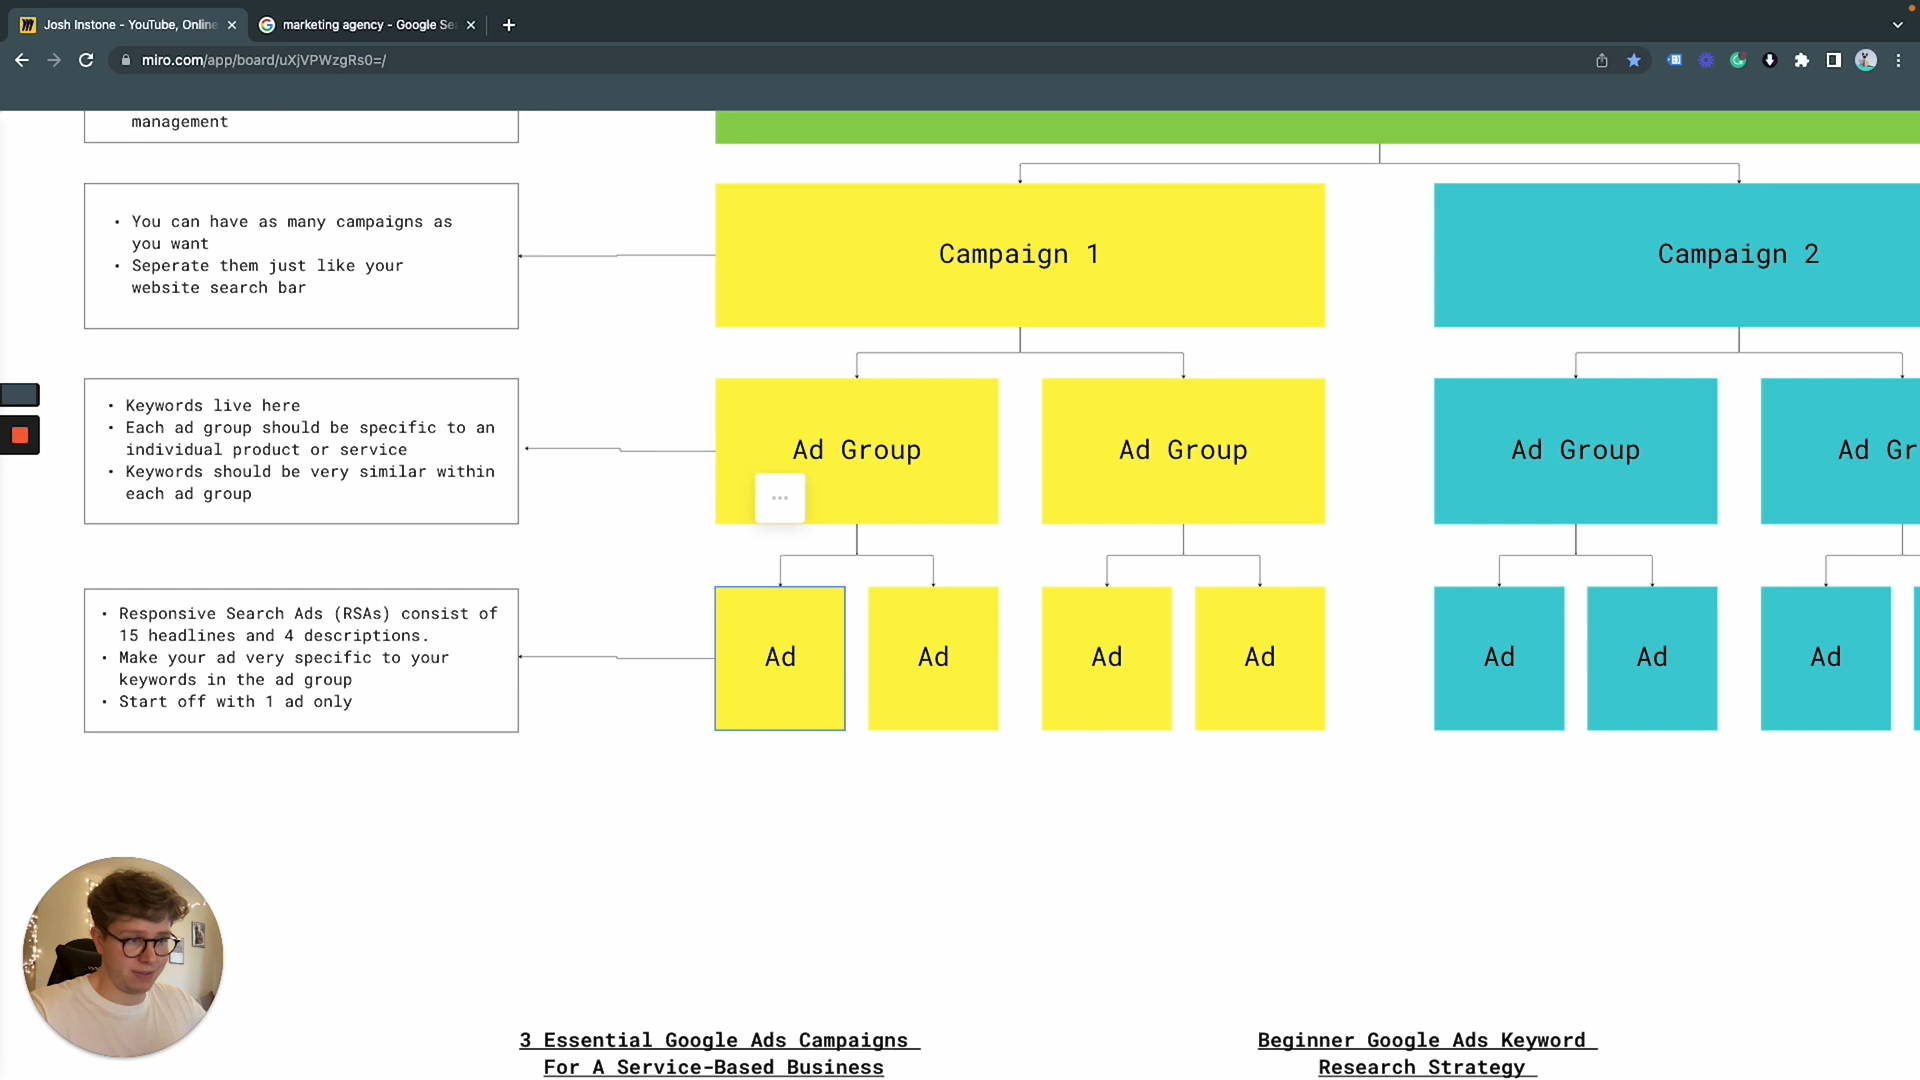 Josh Instone - YouTube, Online
marketing agency - Google Se
miro.com/app/board/uXjVPWzgRs0=/
management
• You can have as many campaigns as
you want
• Seperate them just like your
website search bar
Campaign 1
Campaign 2
• Keywords live here
• Each ad group should be specific to an
individual product or service
• Keywords should be very similar within
each ad group
Ad Group
Ad Group
Ad Group
Ad Gr
• Responsive Search Ads (RSAs) consist of
15 headlines and 4 descriptions.
• Make your ad very specific to your
keywords in the ad group
• Start off with 1 ad only
Ad
Ad
Ad
Ad
Ad
Ad
Ad
3 Essential Google Ads Campaigns
For A Service-Based Business
Beginner Google Ads Keyword
Research Strategy